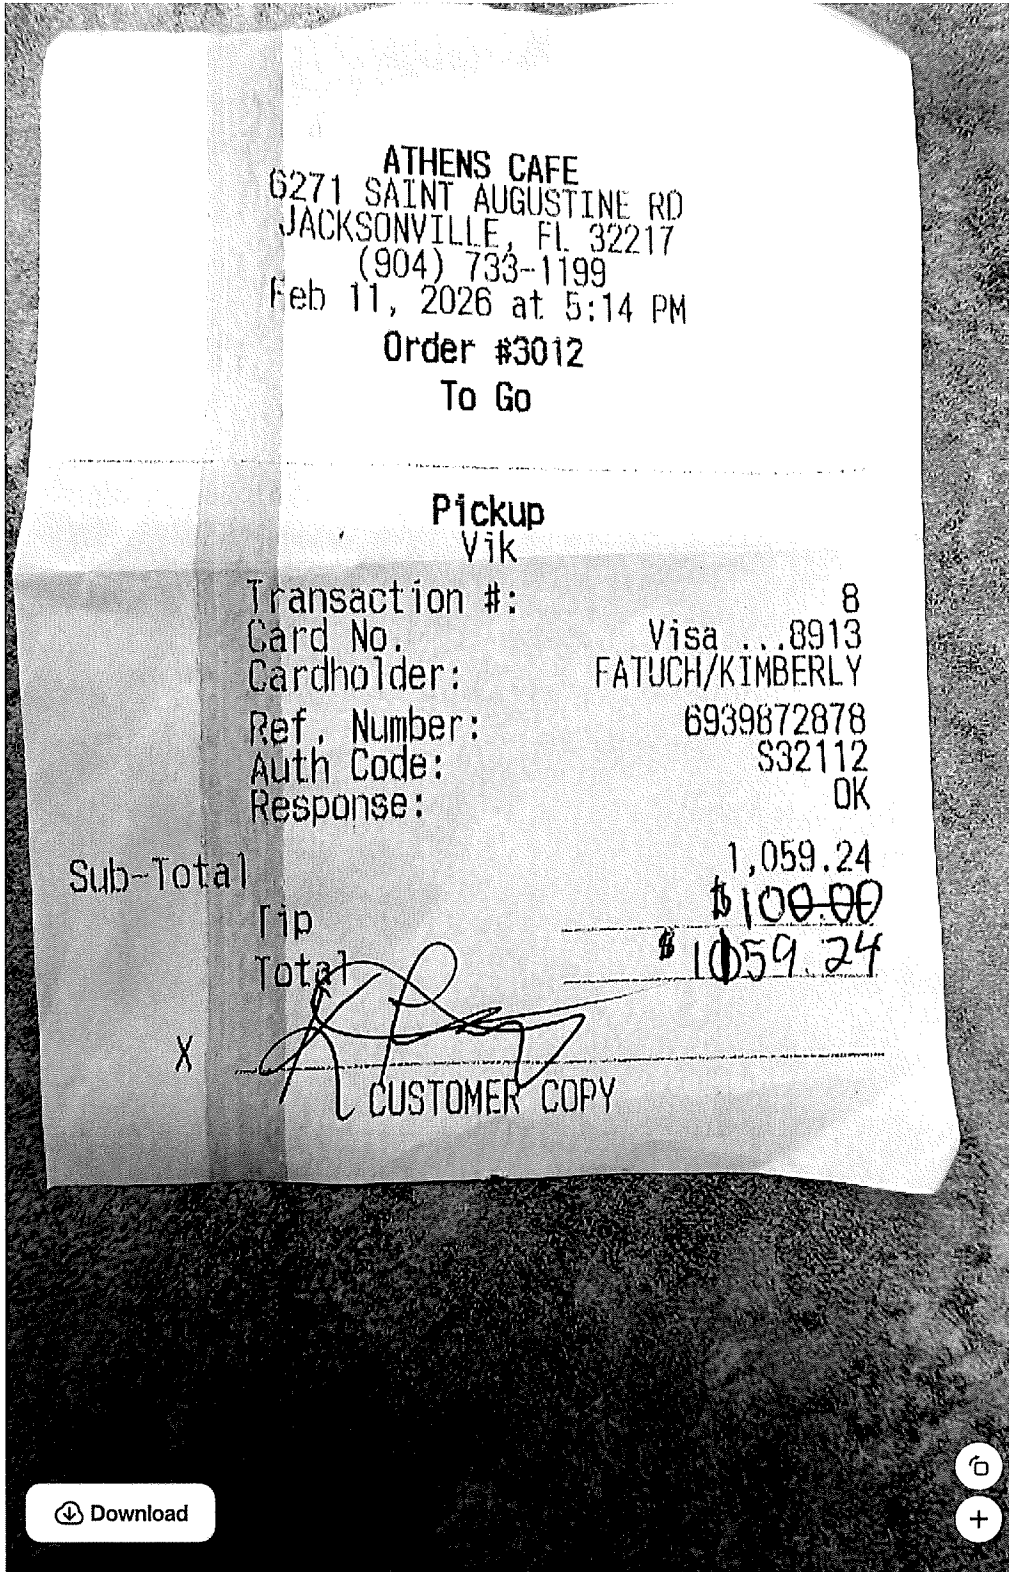 ATHENS CAFE
6271 SAINT AUGUSTINE RD
JACKSONVILLE, FL 32217
(904) 733-1199
Feb 11, 2026 at 5:14 PM
Order #3012
To Go
Pickup
Vik
Transaction #: 8
Card No. Visa ...8913
Cardholder: FATUCH/KIMBERLY
Ref. Number: 6939872878
Auth Code: S32112
Response: OK
Sub-Total 1,059.24
Tip $100.00
Total $1059.24
X
CUSTOMER COPY
Download